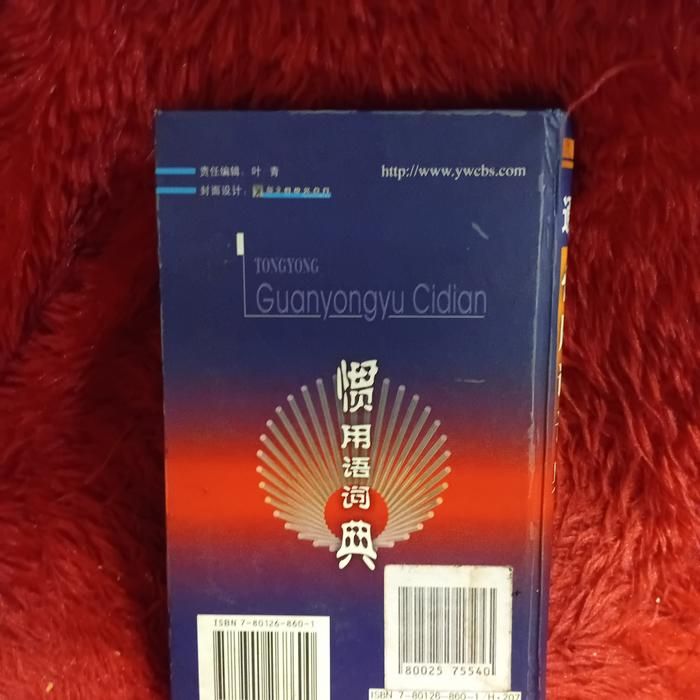 责任编辑：叶 青
封面设计：
http://www.ywcbs.com
TONGYONG
Guanyongyu Cidian
惯用语词典
ISBN 7-80126-860-1
80025 75540
ISBN 7-80126-860-1 H·207